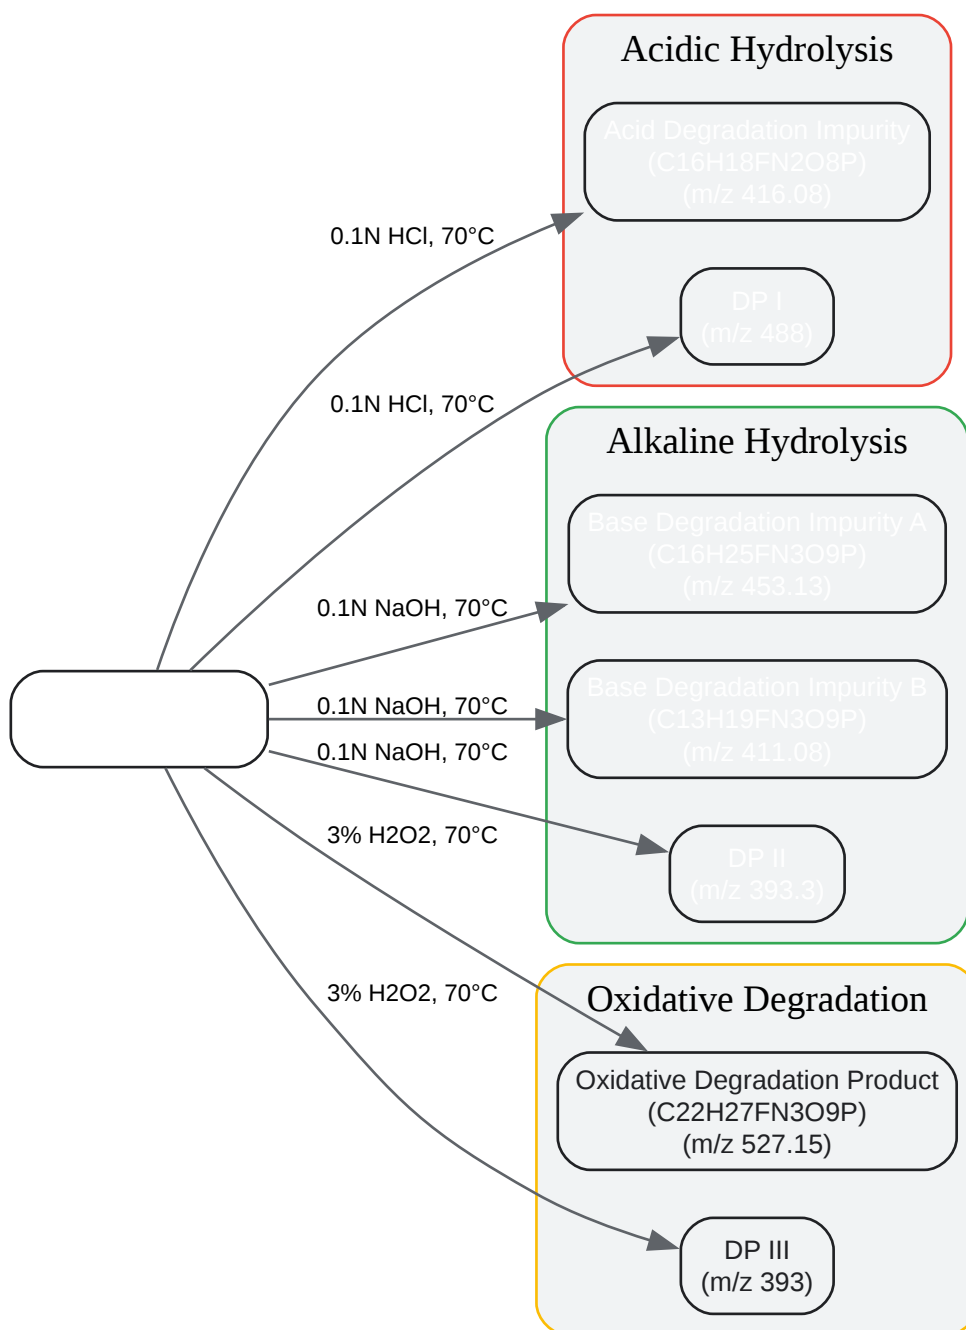 Acidic Hydrolysis
Acid Degradation Impurity
(C16H18FN2O8P)
(m/z 416.08)
0.1N HCl, 70°C
DP I
(m/z 488)
0.1N HCl, 70°C
Alkaline Hydrolysis
Base Degradation Impurity A
(C16H25FN3O9P)
(m/z 453.13)
0.1N NaOH, 70°C
Base Degradation Impurity B
(C13H19FN3O9P)
(m/z 411.08)
0.1N NaOH, 70°C
0.1N NaOH, 70°C
DP II
(m/z 393.3)
3% H2O2, 70°C
Oxidative Degradation
3% H2O2, 70°C
Oxidative Degradation Product
(C22H27FN3O9P)
(m/z 527.15)
DP III
(m/z 393)